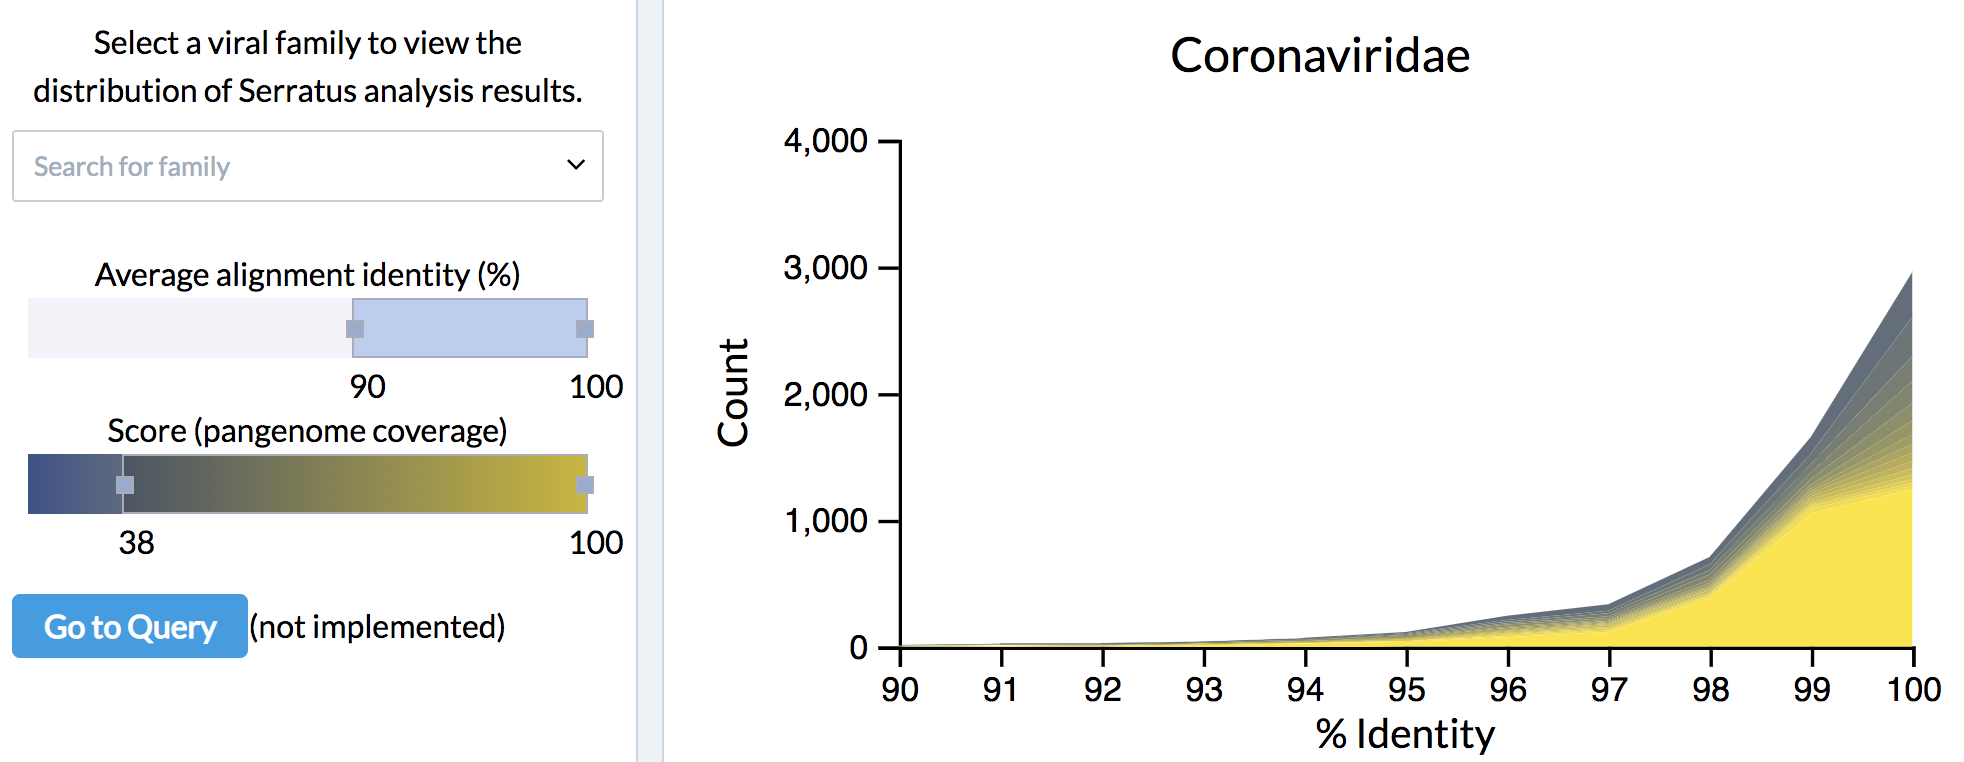 Select a viral family to view the
distribution of Serratus analysis results.
Search for family
Average alignment identity (%)
90 100
Score (pangenome coverage)
38 100
Go to Query (not implemented)
Coronaviridae
4,000
3,000
2,000
1,000
0
Count
90 91 92 93 94 95 96 97 98 99 100
% Identity